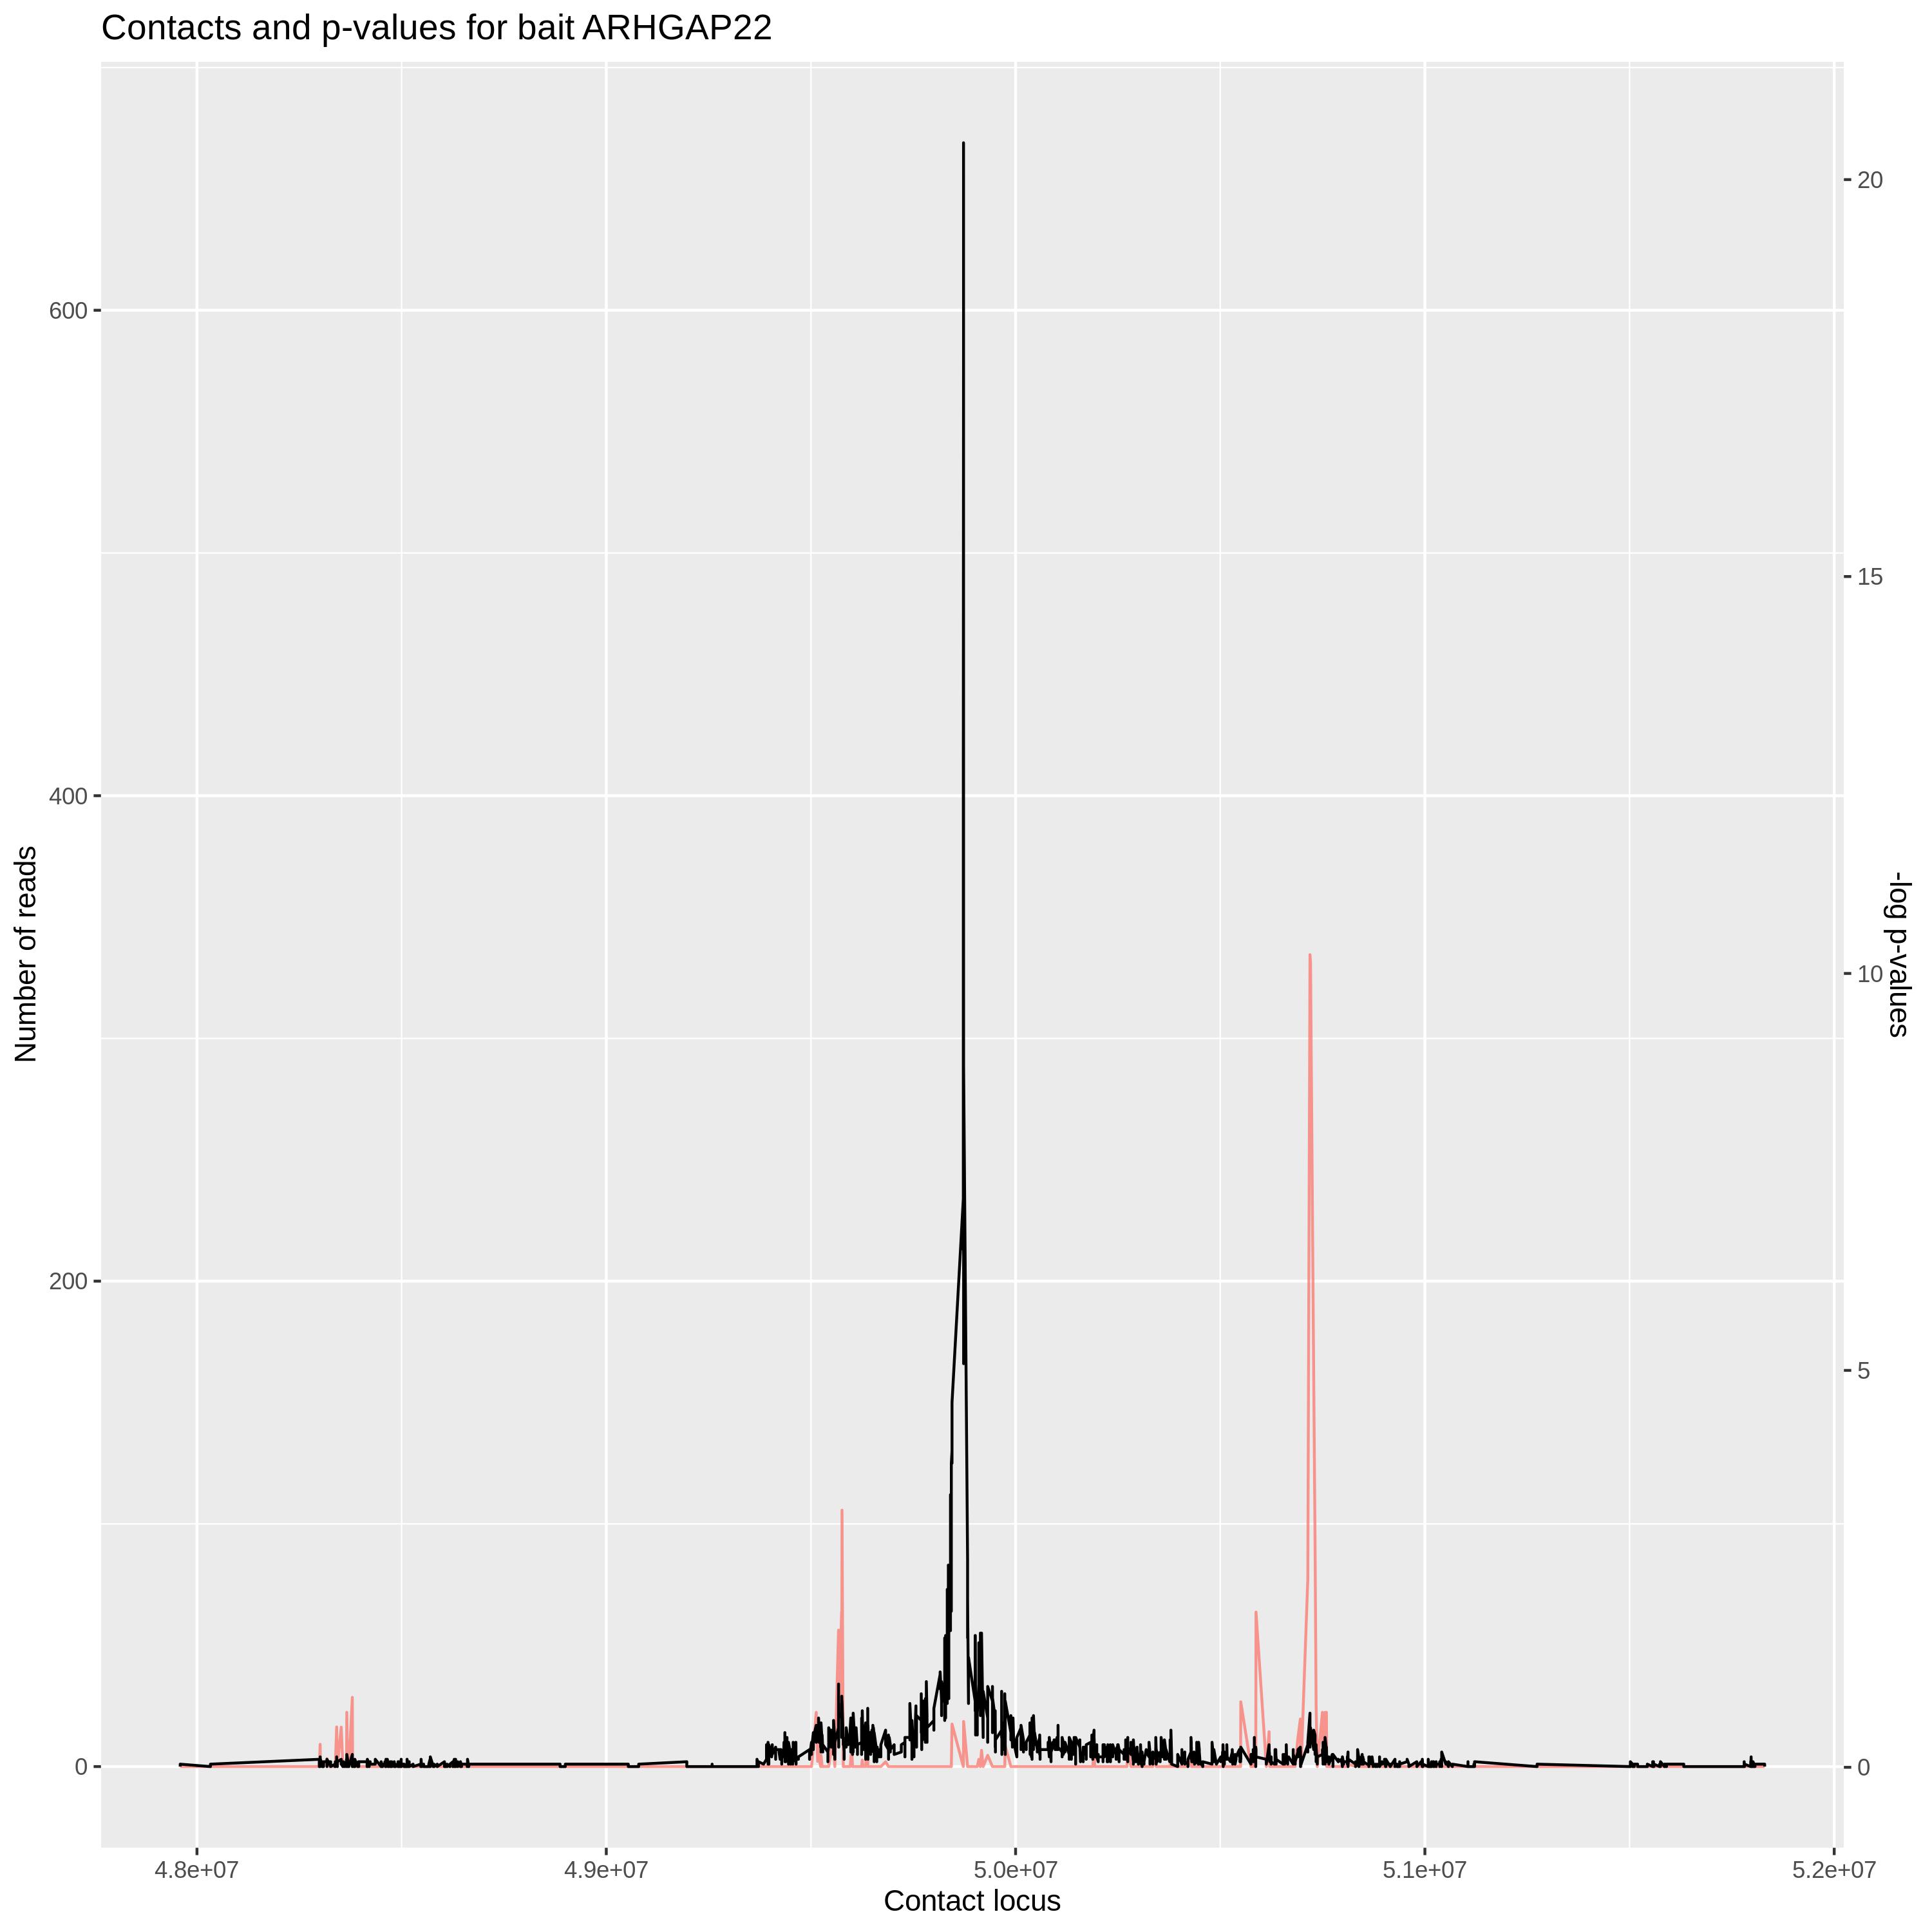 Contacts and p-values for bait ARHGAP22
Number of reads
600
400
200
0
20
15
10
5
0
-log p-values
4.8e+07
4.9e+07
5.0e+07
5.1e+07
5.2e+07
Contact locus